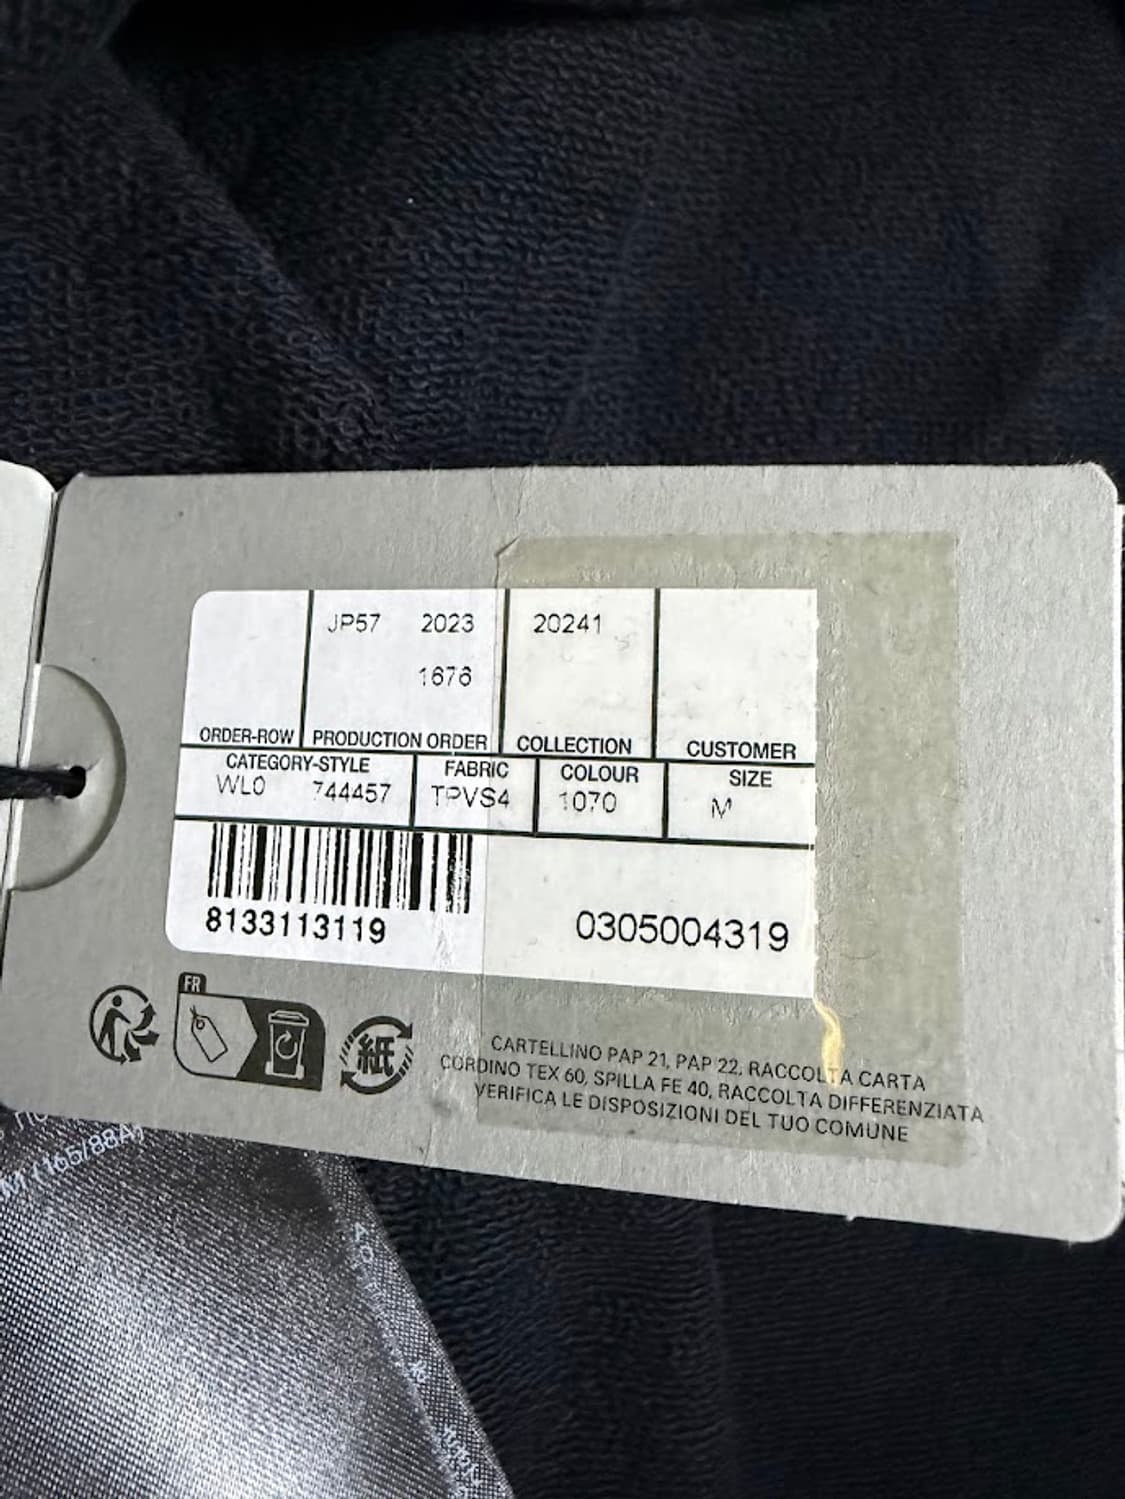 JP57 2023 20241
1676
ORDER-ROW PRODUCTION ORDER COLLECTION CUSTOMER
CATEGORY-STYLE FABRIC COLOUR SIZE
WL0 744457 TPVS4 1070 M
8133113119
0305004319
FR
紙
CARTELLINO PAP 21, PAP 22, RACCOLTA CARTA
CORDINO TEX 60, SPILLA FE 40, RACCOLTA DIFFERENZIATA
VERIFICA LE DISPOSIZIONI DEL TUO COMUNE
(165/88A)